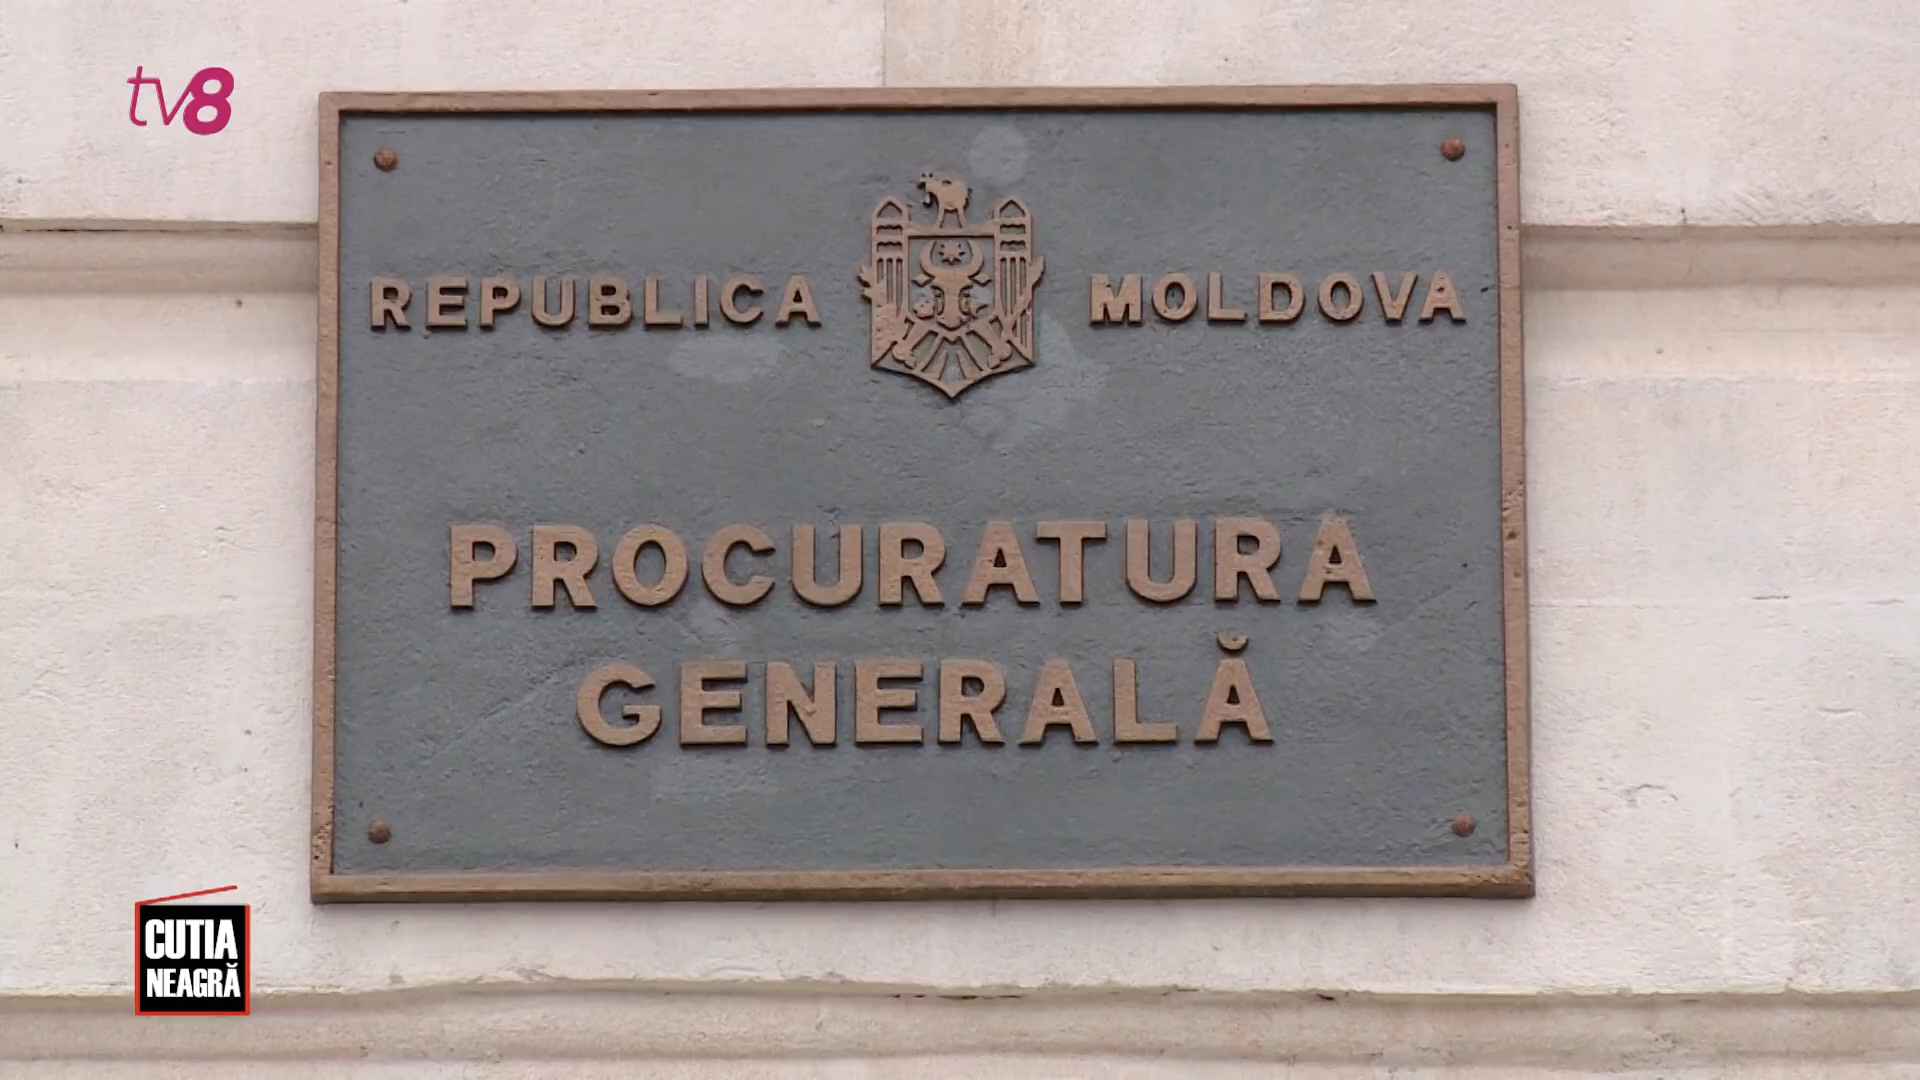 tv8
REPUBLICA MOLDOVA
PROCURATURA
GENERALĂ
CUTIA
NEAGRĂ